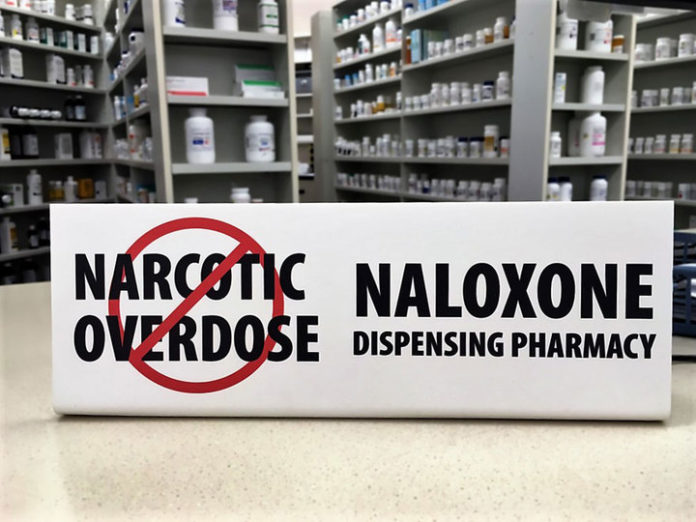 NARCOTIC
OVERDOSE
NALOXONE
DISPENSING PHARMACY